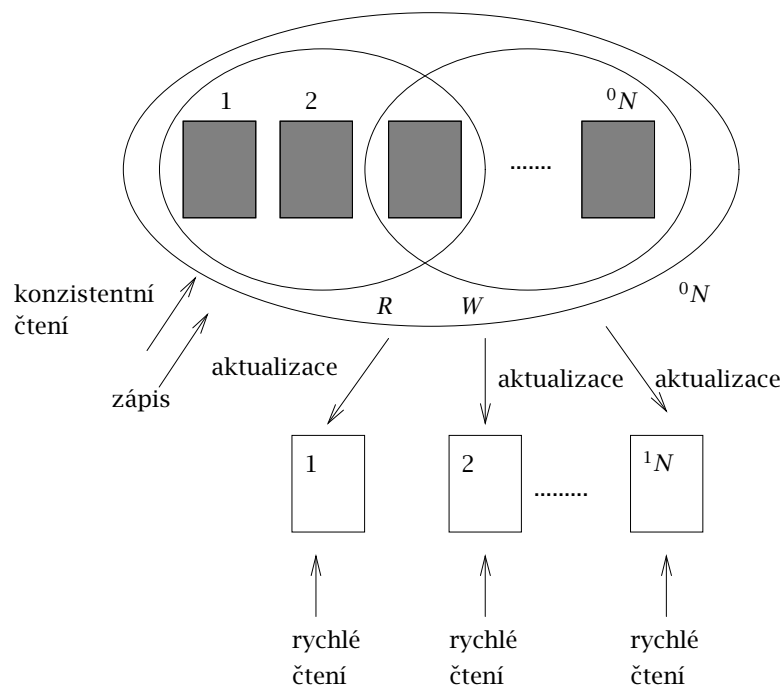 1 2 ⁰N
.......
konzistentní
čtení
R W ⁰N
zápis
aktualizace
aktualizace
aktualizace
1 2 ¹N
.........
rychlé rychlé rychlé
čtení čtení čtení